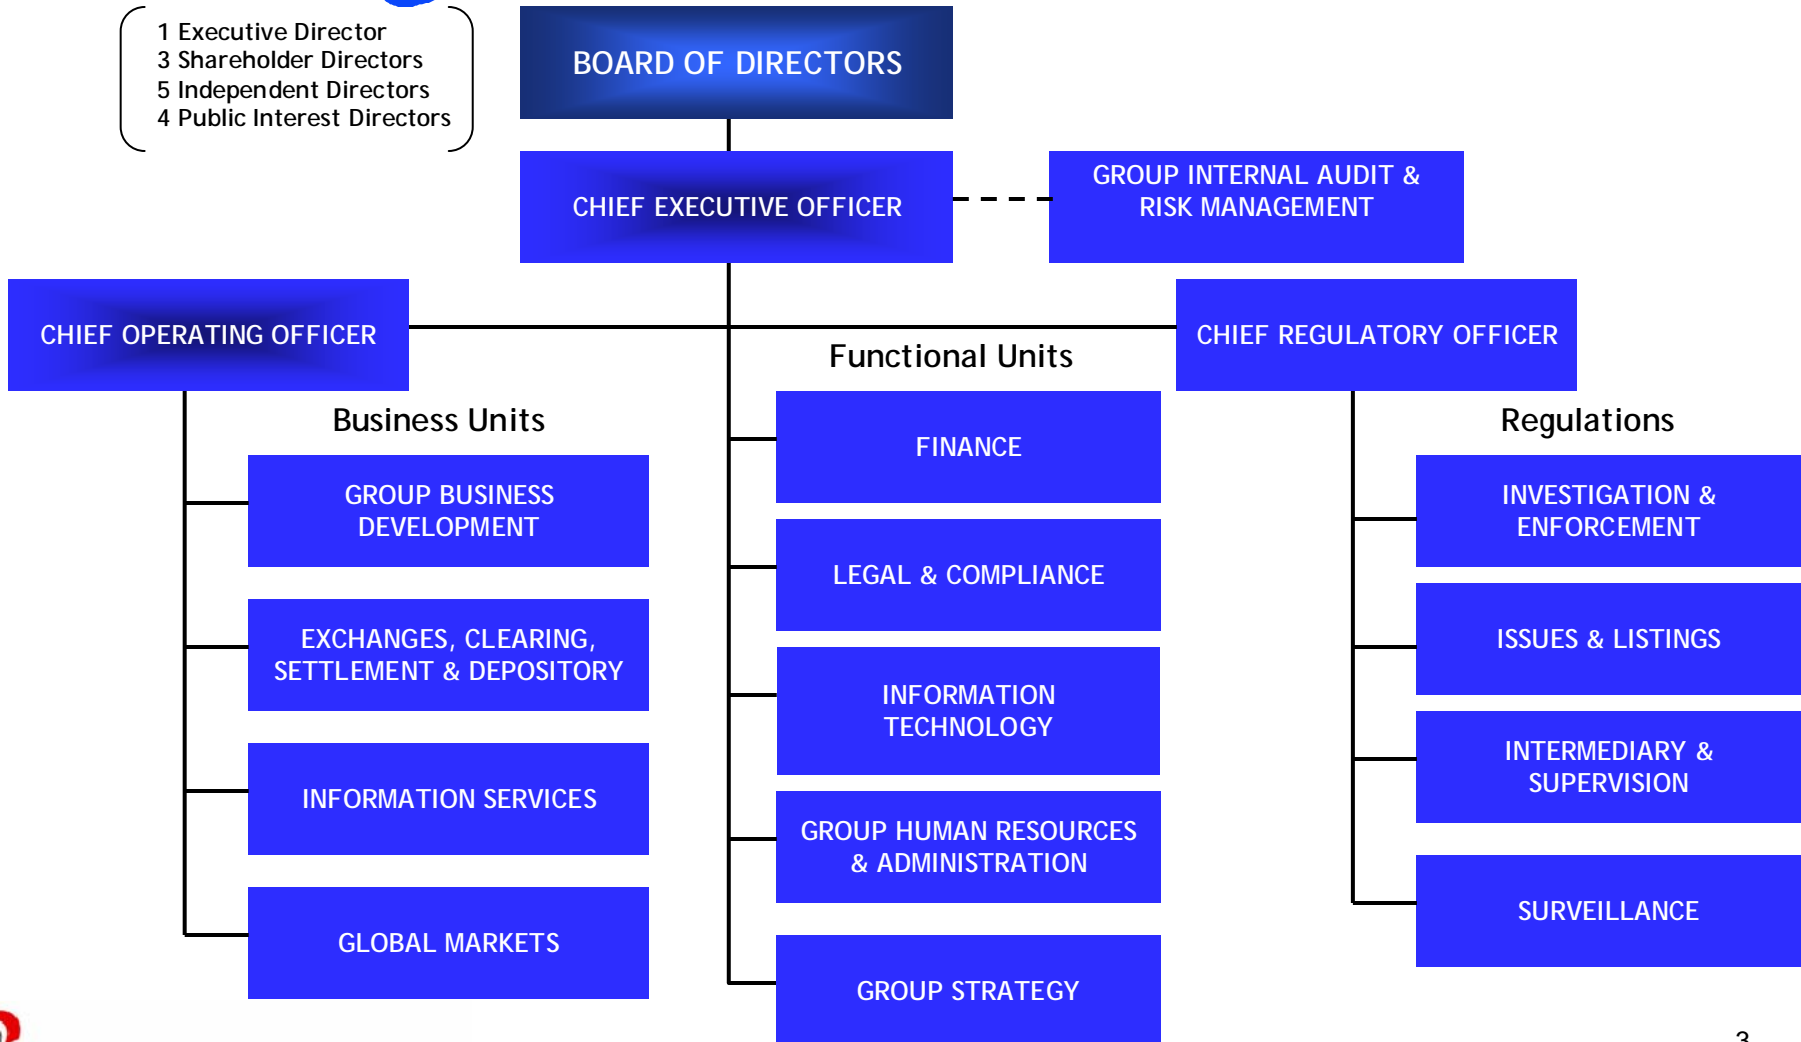 1 Executive Director
3 Shareholder Directors
5 Independent Directors
4 Public Interest Directors
BOARD OF DIRECTORS
CHIEF EXECUTIVE OFFICER
GROUP INTERNAL AUDIT &
RISK MANAGEMENT
CHIEF OPERATING OFFICER
CHIEF REGULATORY OFFICER
Business Units
GROUP BUSINESS
DEVELOPMENT
EXCHANGES, CLEARING,
SETTLEMENT & DEPOSITORY
INFORMATION SERVICES
GLOBAL MARKETS
Functional Units
FINANCE
LEGAL & COMPLIANCE
INFORMATION
TECHNOLOGY
GROUP HUMAN RESOURCES
& ADMINISTRATION
GROUP STRATEGY
Regulations
INVESTIGATION &
ENFORCEMENT
ISSUES & LISTINGS
INTERMEDIARY &
SUPERVISION
SURVEILLANCE
3